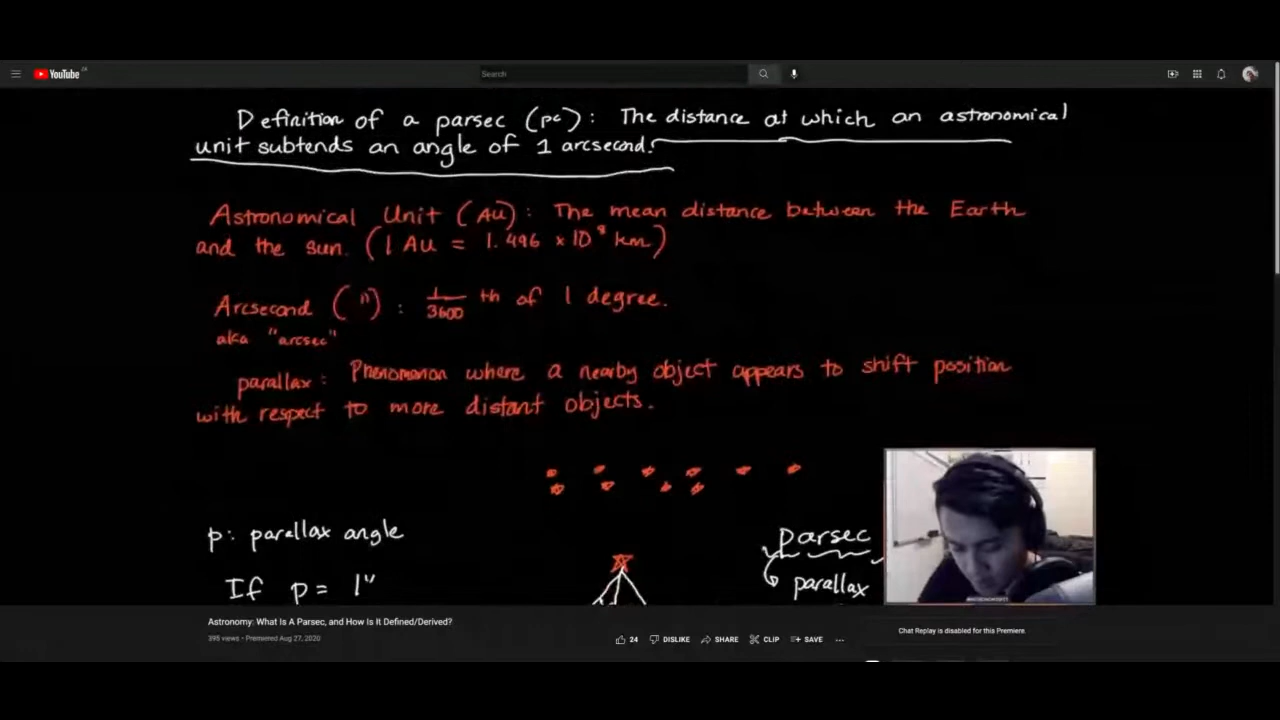 YouTube ZA
Search
Definition of a parsec (pc): The distance at which an astronomical
unit subtends an angle of 1 arcsecond.
Astronomical Unit (Au): The mean distance between the Earth
and the sun. (1 Au = 1.496 × 10⁸ km)
Arcsecond ("): 1/3600 th of 1 degree.
aka "arcsec"
parallax: Phenomenon where a nearby object appears to shift position
with respect to more distant objects.
p: parallax angle
If p = 1"
parsec
parallax
Astronomy: What Is A Parsec, and How Is It Defined/Derived?
395 views • Premiered Aug 27, 2020
24 DISLIKE SHARE CLIP SAVE ...
Chat Replay is disabled for this Premiere.